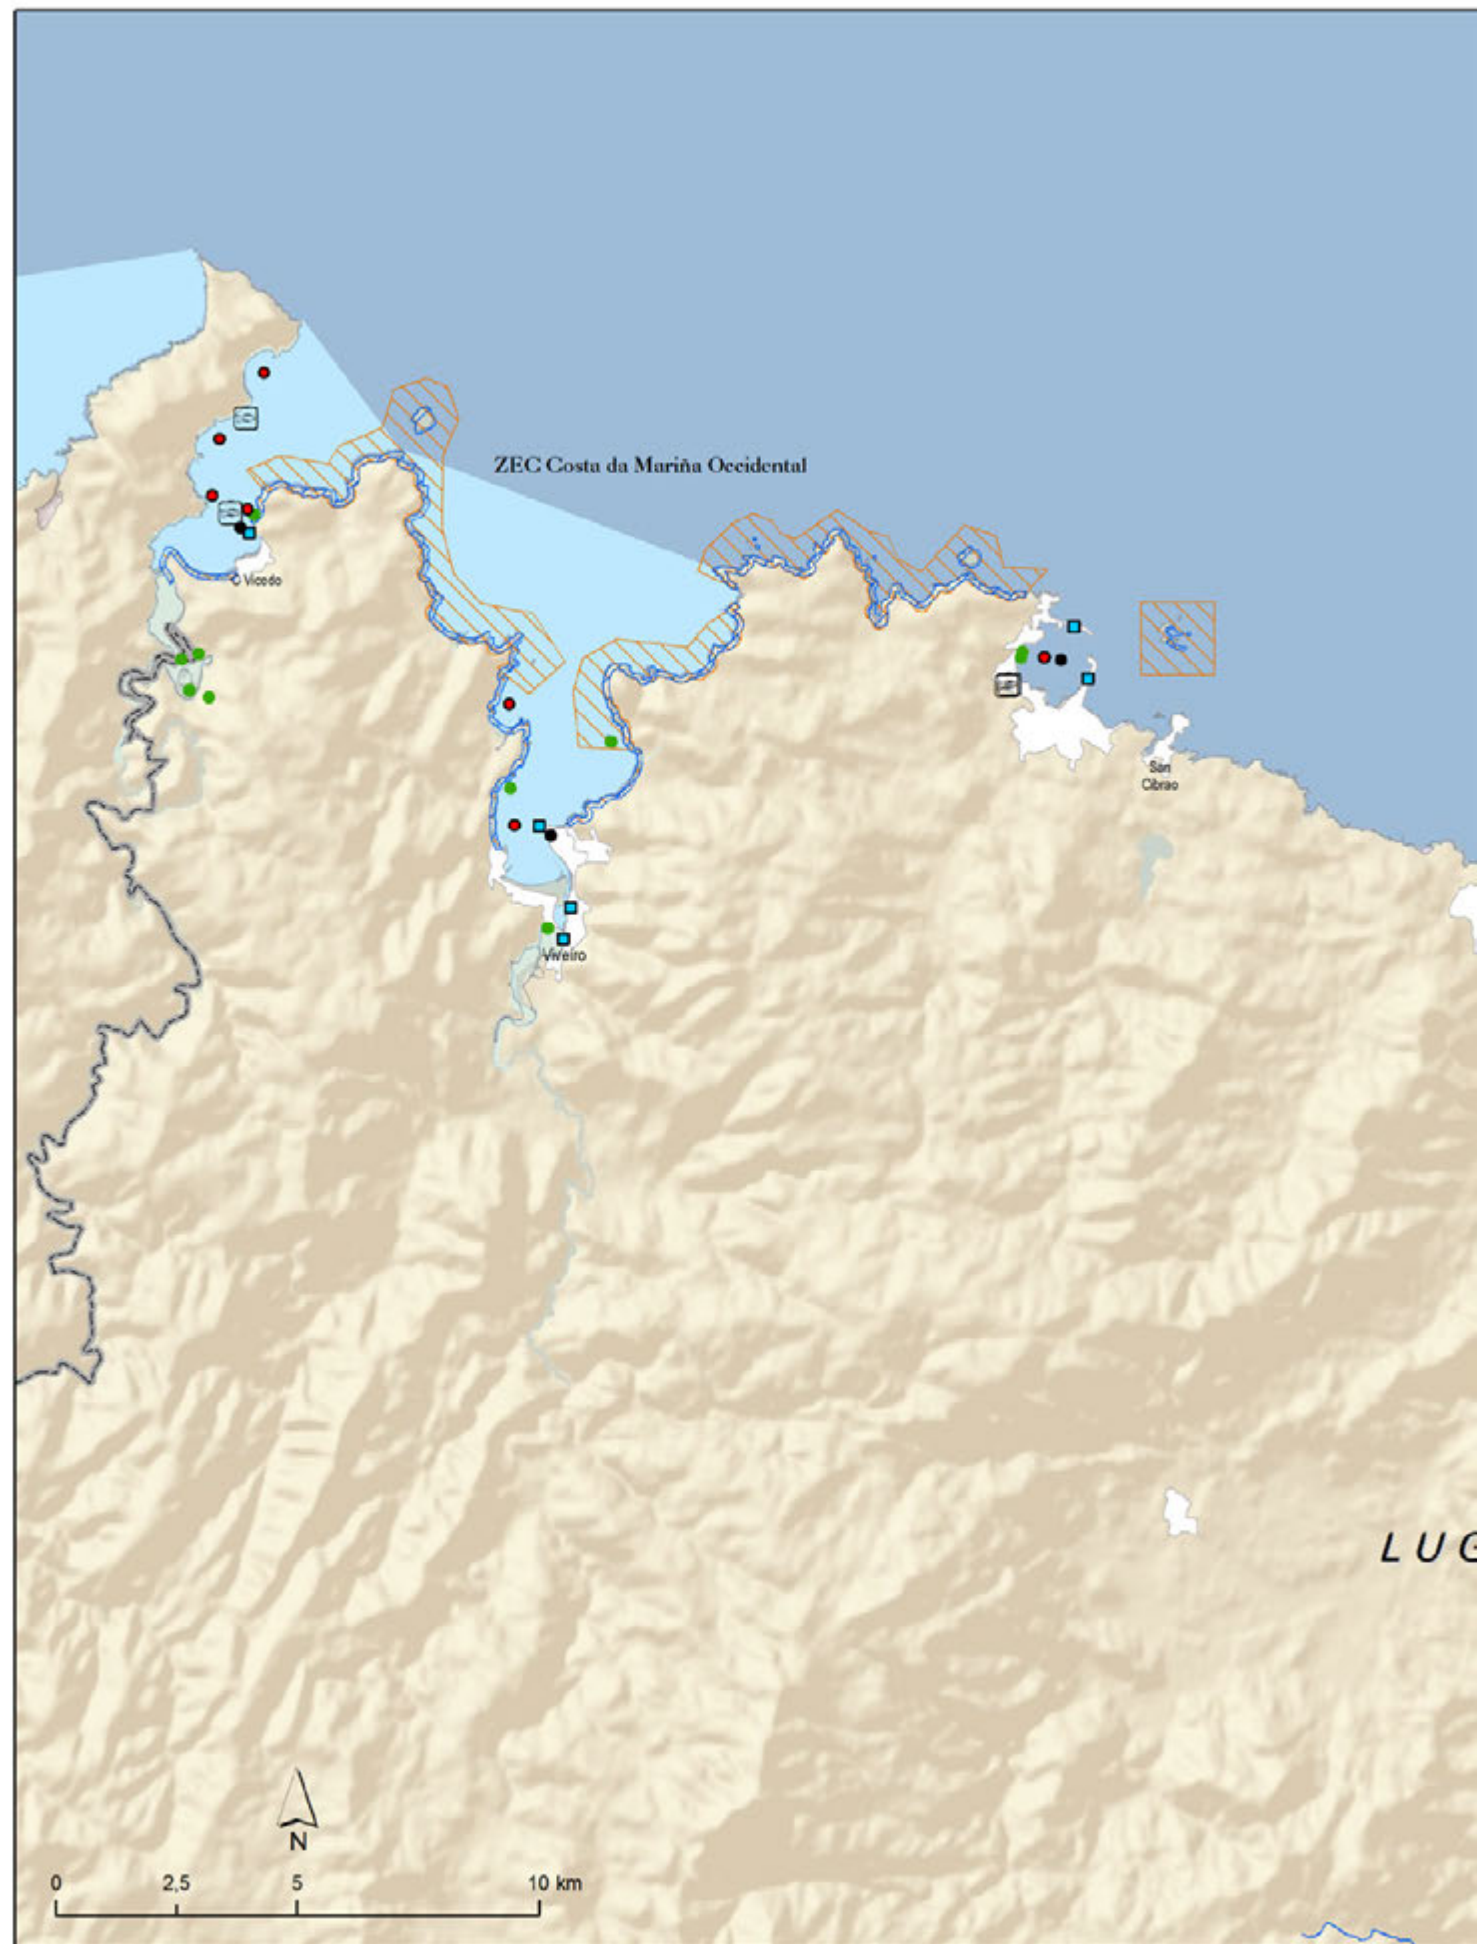 ZEC Costa da Mariña Occidental
O Vicedo
San
Cibrao
Viveiro
LUG
N
0 2,5 5 10 km